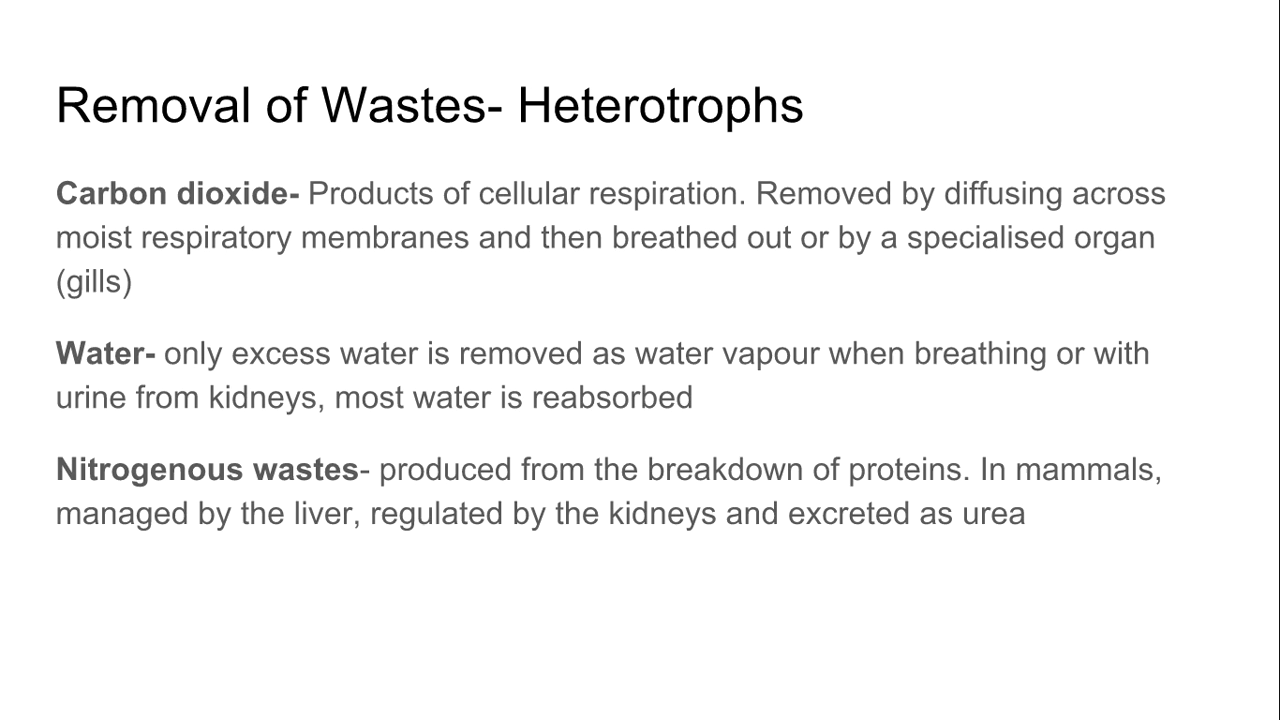 Removal of Wastes- Heterotrophs
Carbon dioxide- Products of cellular respiration. Removed by diffusing across
moist respiratory membranes and then breathed out or by a specialised organ
(gills)
Water- only excess water is removed as water vapour when breathing or with
urine from kidneys, most water is reabsorbed
Nitrogenous wastes- produced from the breakdown of proteins. In mammals,
managed by the liver, regulated by the kidneys and excreted as urea